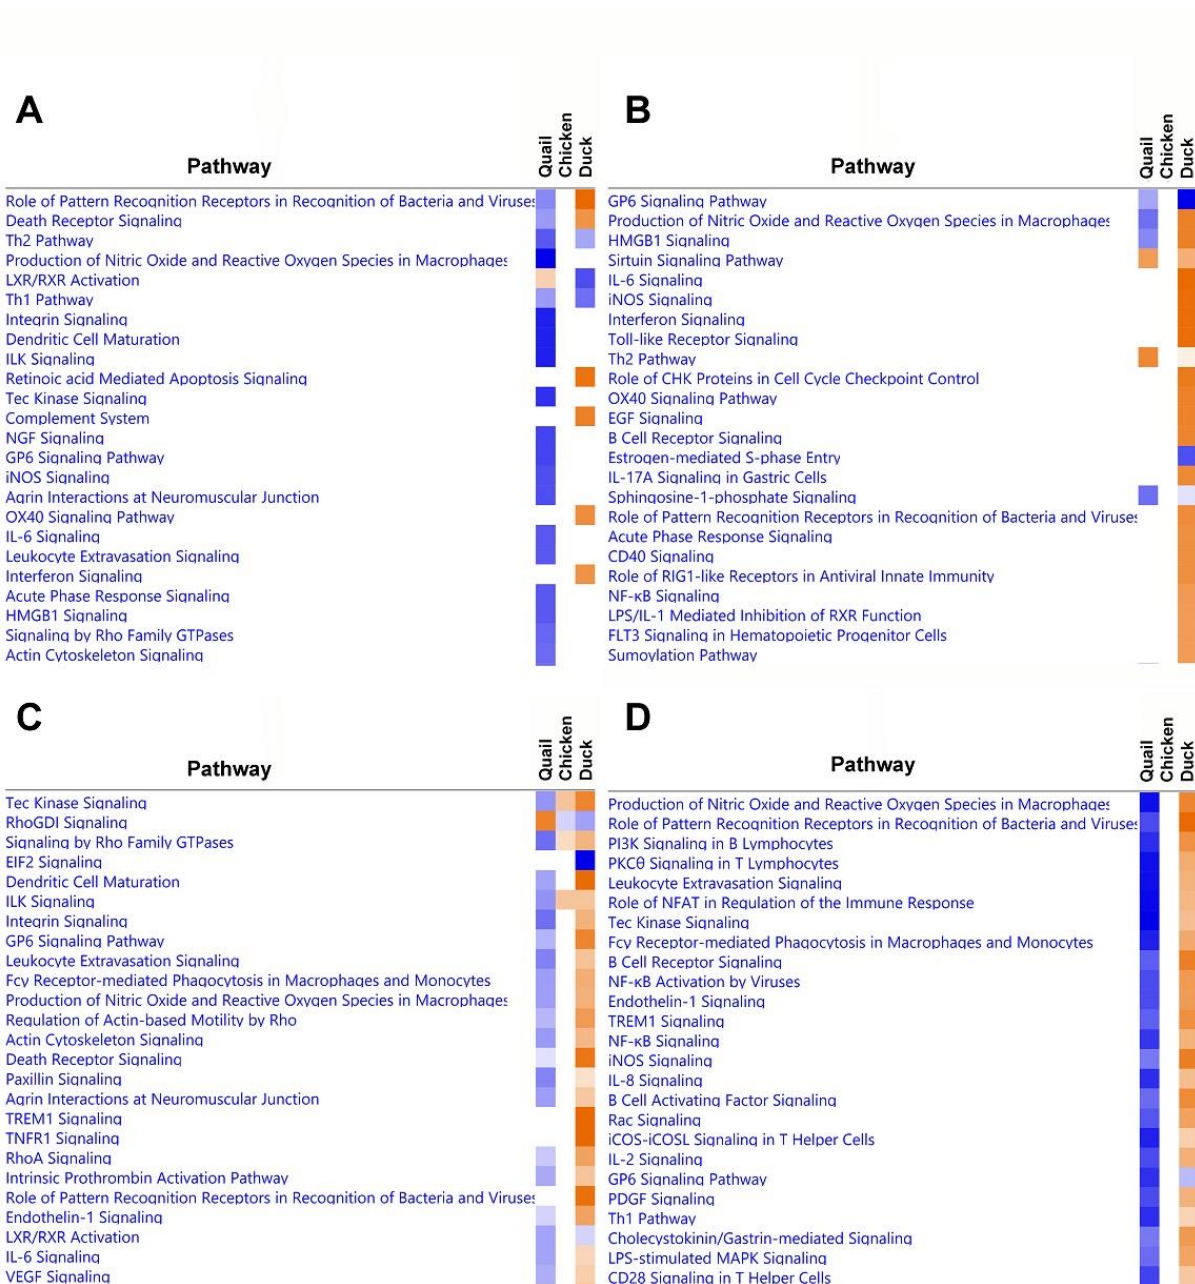 A
Pathway
Quail
Chicken
Duck
Role of Pattern Recognition Receptors in Recognition of Bacteria and Viruses
Death Receptor Signaling
Th2 Pathway
Production of Nitric Oxide and Reactive Oxygen Species in Macrophages
LXR/RXR Activation
Th1 Pathway
Integrin Signaling
Dendritic Cell Maturation
ILK Signaling
Retinoic acid Mediated Apoptosis Signaling
Tec Kinase Signaling
Complement System
NGF Signaling
GP6 Signaling Pathway
iNOS Signaling
Agrin Interactions at Neuromuscular Junction
OX40 Signaling Pathway
IL-6 Signaling
Leukocyte Extravasation Signaling
Interferon Signaling
Acute Phase Response Signaling
HMGB1 Signaling
Signaling by Rho Family GTPases
Actin Cytoskeleton Signaling
B
Pathway
Quail
Chicken
Duck
GP6 Signaling Pathway
Production of Nitric Oxide and Reactive Oxygen Species in Macrophages
HMGB1 Signaling
Sirtuin Signaling Pathway
IL-6 Signaling
iNOS Signaling
Interferon Signaling
Toll-like Receptor Signaling
Th2 Pathway
Role of CHK Proteins in Cell Cycle Checkpoint Control
OX40 Signaling Pathway
EGF Signaling
B Cell Receptor Signaling
Estrogen-mediated S-phase Entry
IL-17A Signaling in Gastric Cells
Sphingosine-1-phosphate Signaling
Role of Pattern Recognition Receptors in Recognition of Bacteria and Viruses
Acute Phase Response Signaling
CD40 Signaling
Role of RIG1-like Receptors in Antiviral Innate Immunity
NF-κB Signaling
LPS/IL-1 Mediated Inhibition of RXR Function
FLT3 Signaling in Hematopoietic Progenitor Cells
Sumoylation Pathway
C
Pathway
Quail
Chicken
Duck
Tec Kinase Signaling
RhoGDI Signaling
Signaling by Rho Family GTPases
EIF2 Signaling
Dendritic Cell Maturation
ILK Signaling
Integrin Signaling
GP6 Signaling Pathway
Leukocyte Extravasation Signaling
Fcγ Receptor-mediated Phagocytosis in Macrophages and Monocytes
Production of Nitric Oxide and Reactive Oxygen Species in Macrophages
Regulation of Actin-based Motility by Rho
Actin Cytoskeleton Signaling
Death Receptor Signaling
Paxillin Signaling
Agrin Interactions at Neuromuscular Junction
TREM1 Signaling
TNFR1 Signaling
RhoA Signaling
Intrinsic Prothrombin Activation Pathway
Role of Pattern Recognition Receptors in Recognition of Bacteria and Viruses
Endothelin-1 Signaling
LXR/RXR Activation
IL-6 Signaling
VEGF Signaling
D
Pathway
Quail
Chicken
Duck
Production of Nitric Oxide and Reactive Oxygen Species in Macrophages
Role of Pattern Recognition Receptors in Recognition of Bacteria and Viruses
PI3K Signaling in B Lymphocytes
PKCθ Signaling in T Lymphocytes
Leukocyte Extravasation Signaling
Role of NFAT in Regulation of the Immune Response
Tec Kinase Signaling
Fcγ Receptor-mediated Phagocytosis in Macrophages and Monocytes
B Cell Receptor Signaling
NF-κB Activation by Viruses
Endothelin-1 Signaling
TREM1 Signaling
NF-κB Signaling
iNOS Signaling
IL-8 Signaling
B Cell Activating Factor Signaling
Rac Signaling
iCOS-iCOSL Signaling in T Helper Cells
IL-2 Signaling
GP6 Signaling Pathway
PDGF Signaling
Th1 Pathway
Cholecystokinin/Gastrin-mediated Signaling
LPS-stimulated MAPK Signaling
CD28 Signaling in T Helper Cells